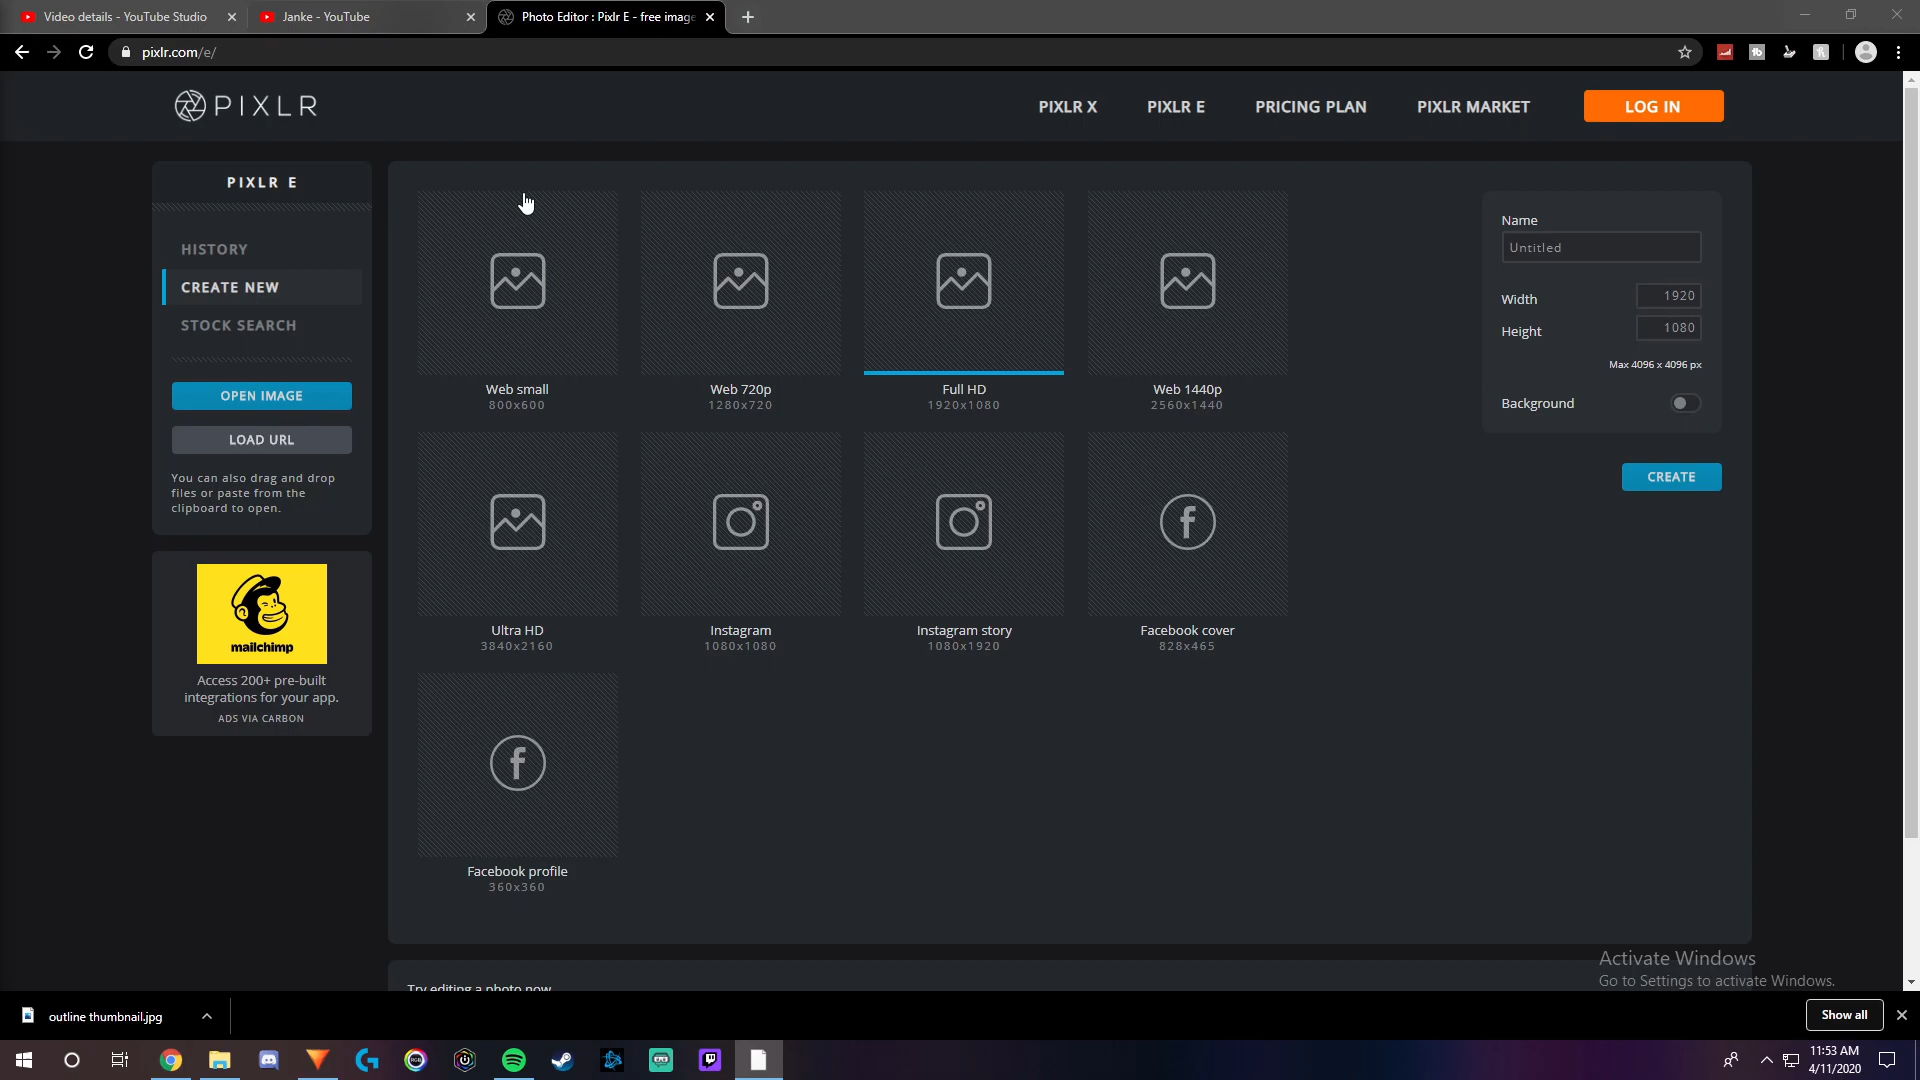 Video details - YouTube Studio
Janke - YouTube
Photo Editor : Pixlr E - free image
pixlr.com/e/
PIXLR
PIXLR X
PIXLR E
PRICING PLAN
PIXLR MARKET
LOG IN
PIXLR E
HISTORY
CREATE NEW
STOCK SEARCH
OPEN IMAGE
LOAD URL
You can also drag and drop
files or paste from the
clipboard to open.
mailchimp
Access 200+ pre-built
integrations for your app.
ADS VIA CARBON
Web small
800x600
Web 720p
1280x720
Full HD
1920x1080
Web 1440p
2560x1440
Ultra HD
3840x2160
Instagram
1080x1080
Instagram story
1080x1920
Facebook cover
828x465
Facebook profile
360x360
Name
Untitled
Width
1920
Height
1080
Max 4096 x 4096 px
Background
CREATE
Try editing a photo now
Activate Windows
Go to Settings to activate Windows.
outline thumbnail.jpg
Show all
11:53 AM
4/11/2020